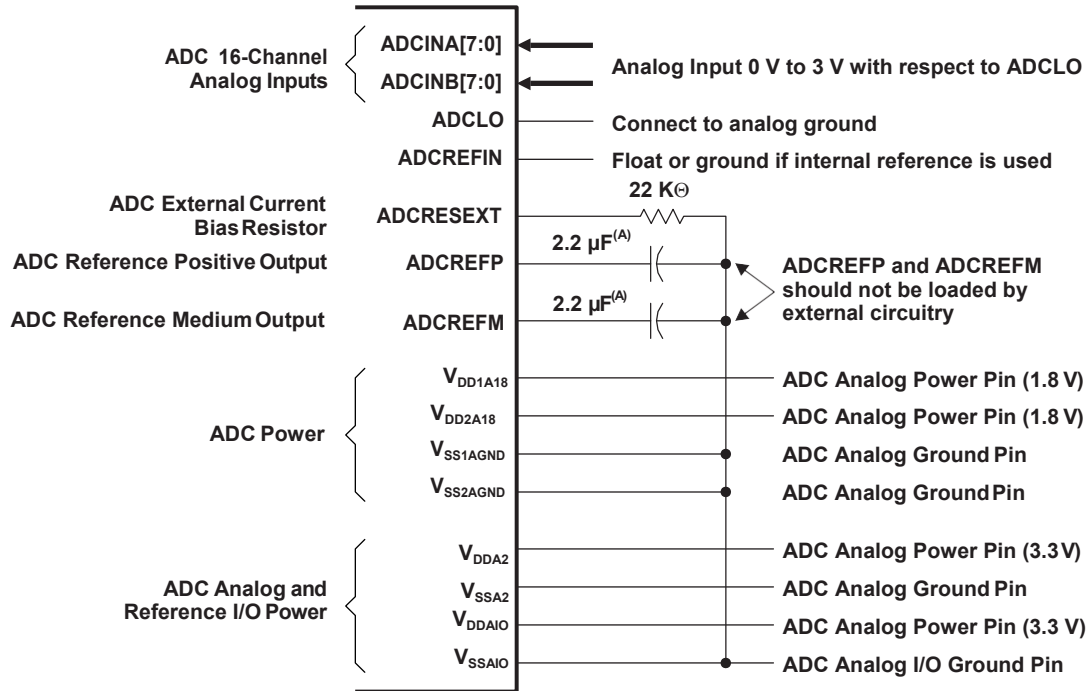 ADC 16-Channel
Analog Inputs
ADCINA[7:0]
ADCINB[7:0]
Analog Input 0 V to 3 V with respect to ADCLO
ADCLO
Connect to analog ground
ADCREFIN
Float or ground if internal reference is used
22 KΘ
ADC External Current
Bias Resistor
ADCRESEXT
2.2 µF(A)
ADC Reference Positive Output
ADCREFP
2.2 µF(A)
ADCREFP and ADCREFM
should not be loaded by
external circuitry
ADC Reference Medium Output
ADCREFM
ADC Power
VDD1A18
ADC Analog Power Pin (1.8 V)
VDD2A18
ADC Analog Power Pin (1.8 V)
VSS1AGND
ADC Analog Ground Pin
VSS2AGND
ADC Analog Ground Pin
ADC Analog and
Reference I/O Power
VDDA2
ADC Analog Power Pin (3.3 V)
VSSA2
ADC Analog Ground Pin
VDDAIO
ADC Analog Power Pin (3.3 V)
VSSAIO
ADC Analog I/O Ground Pin